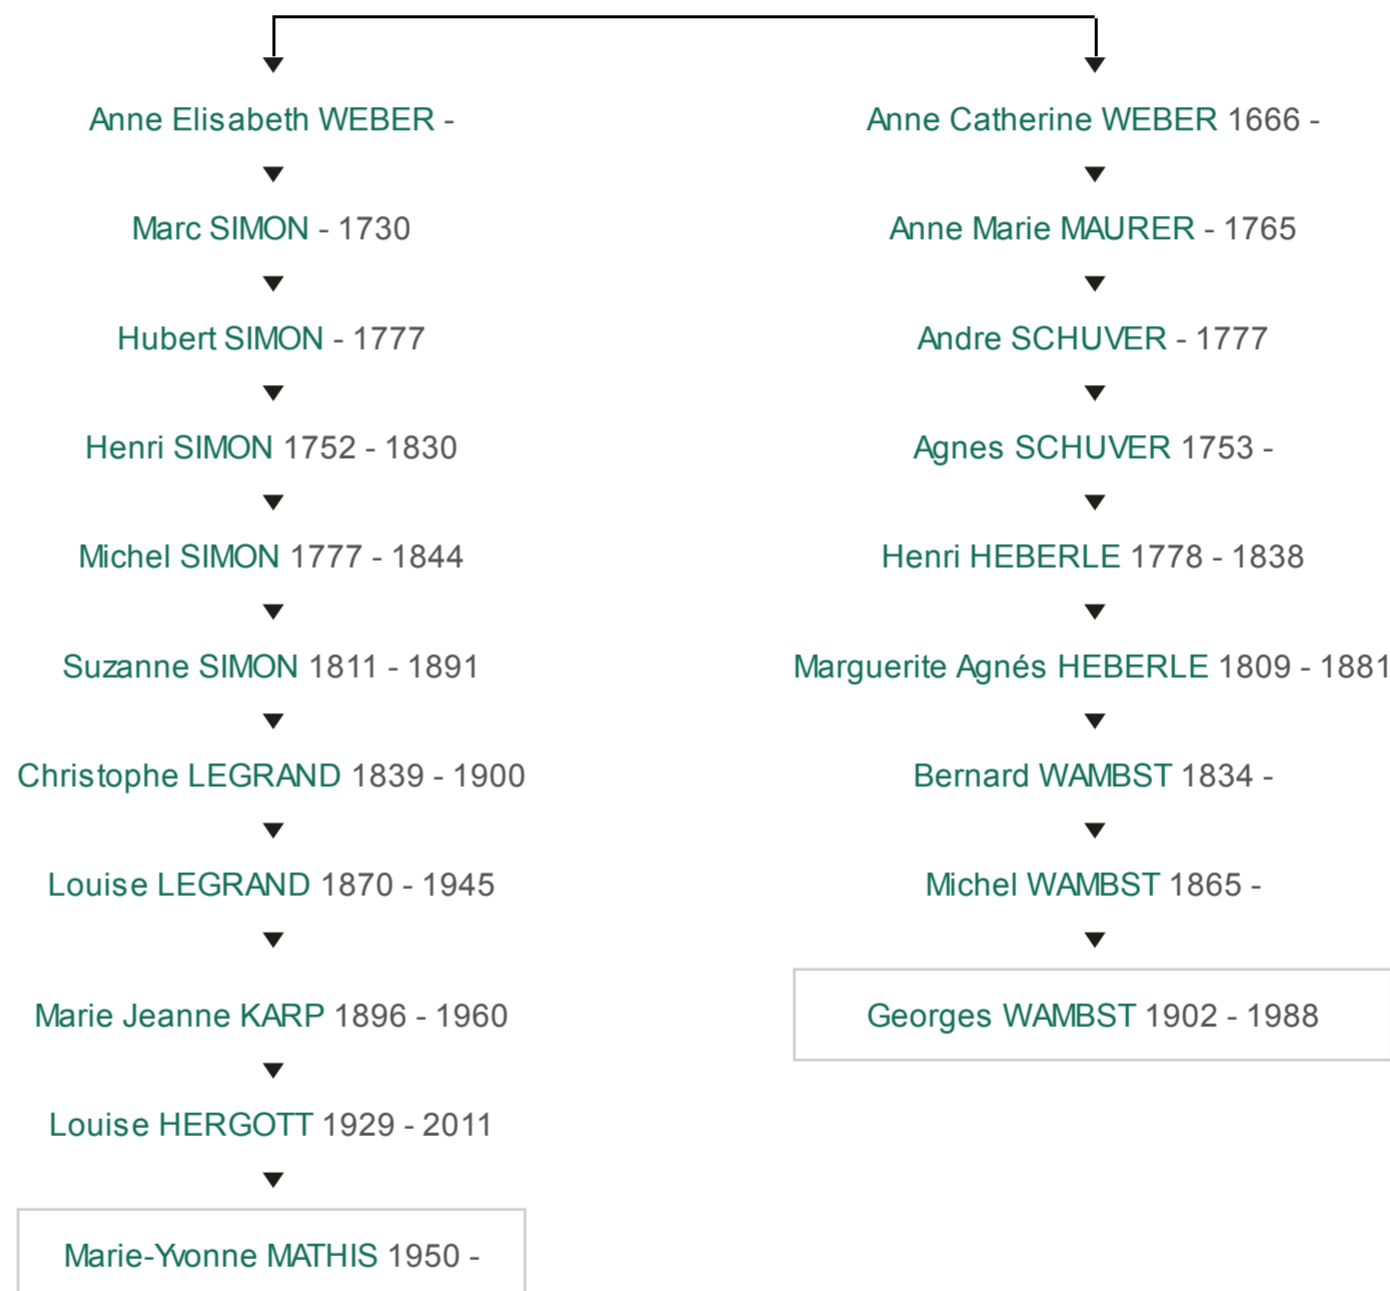 Anne Elisabeth WEBER -
Marc SIMON - 1730
Hubert SIMON - 1777
Henri SIMON 1752 - 1830
Michel SIMON 1777 - 1844
Suzanne SIMON 1811 - 1891
Christophe LEGRAND 1839 - 1900
Louise LEGRAND 1870 - 1945
Marie Jeanne KARP 1896 - 1960
Louise HERGOTT 1929 - 2011
Marie-Yvonne MATHIS 1950 -
Anne Catherine WEBER 1666 -
Anne Marie MAURER - 1765
Andre SCHUVER - 1777
Agnes SCHUVER 1753 -
Henri HEBERLE 1778 - 1838
Marguerite Agnés HEBERLE 1809 - 1881
Bernard WAMBST 1834 -
Michel WAMBST 1865 -
Georges WAMBST 1902 - 1988